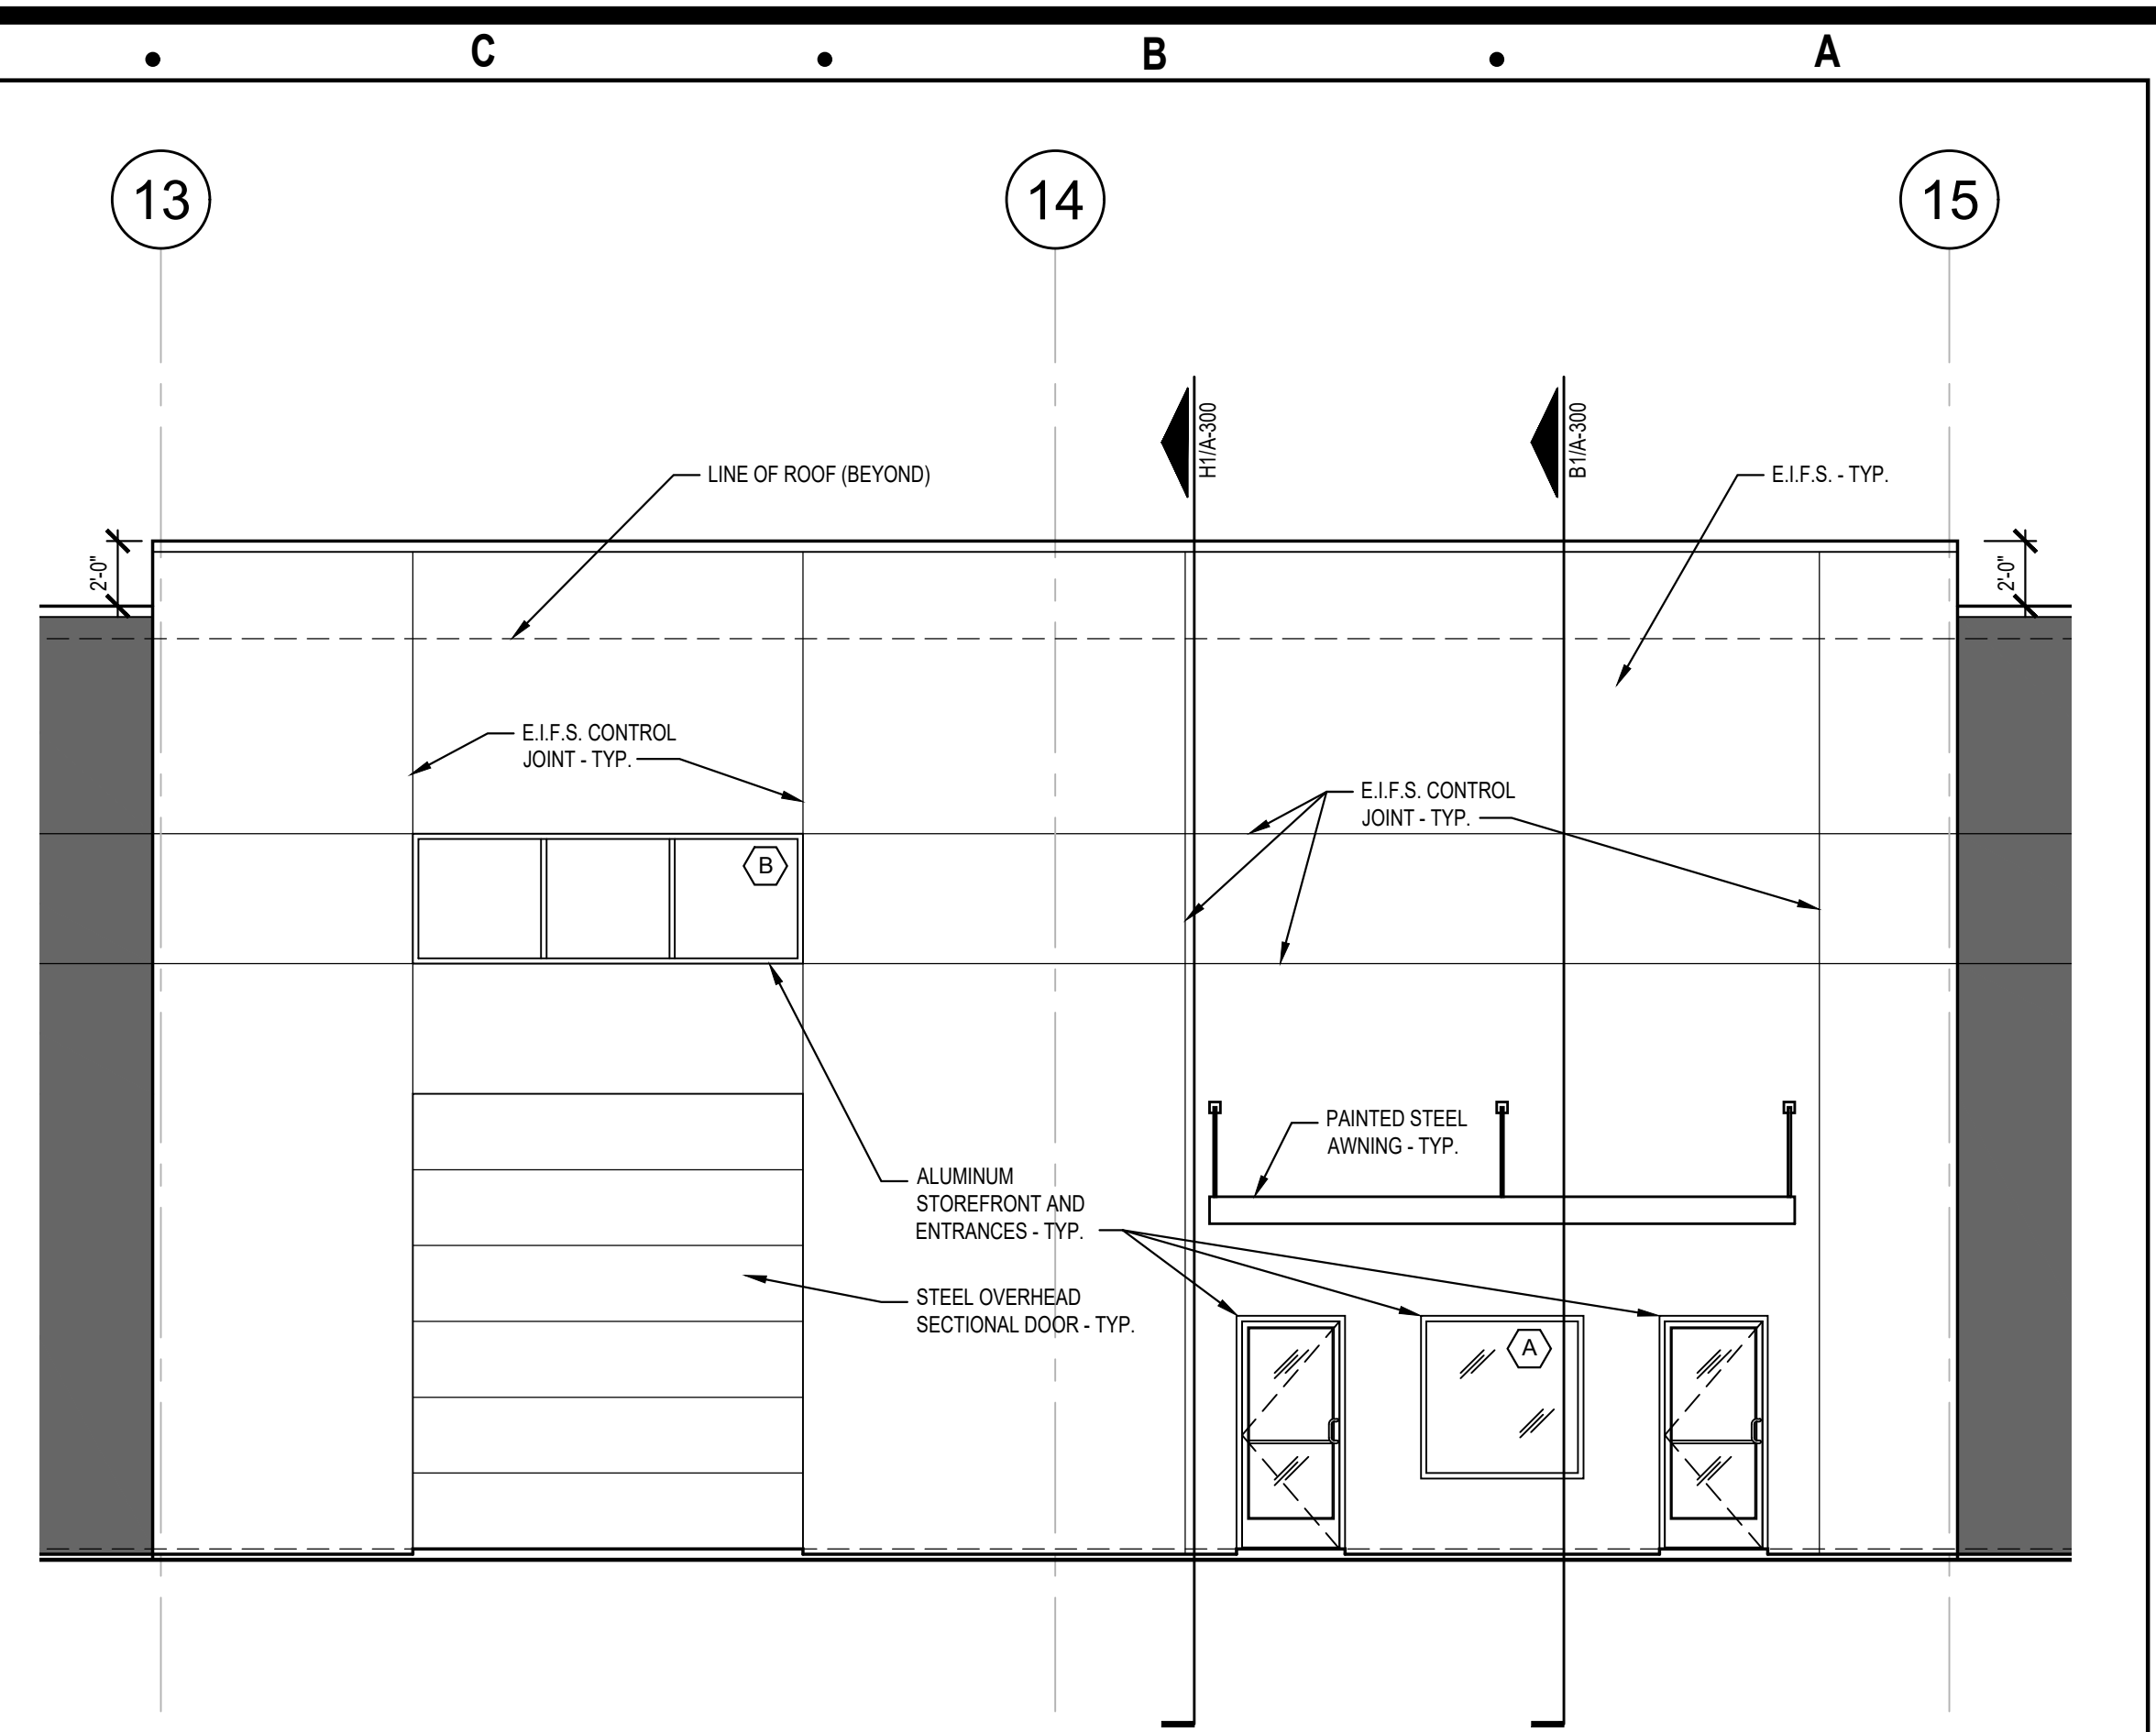 C B A
13 14 15
H1/A-300
B1/A-300
LINE OF ROOF (BEYOND)
E.I.F.S. - TYP.
2'-0"
2'-0"
E.I.F.S. CONTROL
JOINT - TYP.
E.I.F.S. CONTROL
JOINT - TYP.
B
PAINTED STEEL
AWNING - TYP.
ALUMINUM
STOREFRONT AND
ENTRANCES - TYP.
STEEL OVERHEAD
SECTIONAL DOOR - TYP.
A